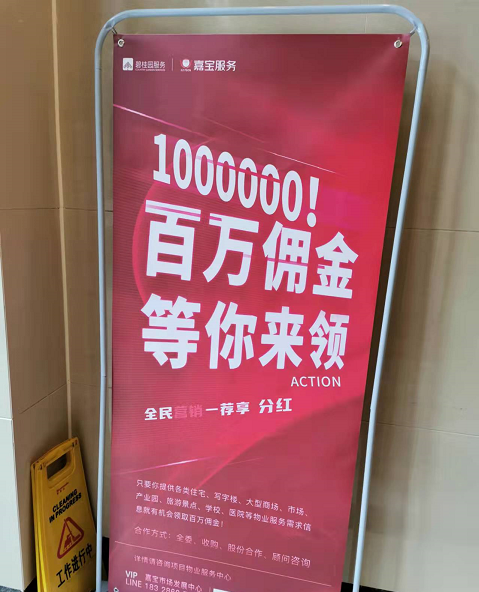 碧桂园服务 嘉宝服务
1000000!
百万佣金
等你来领
ACTION
全民营销一荐享 分红
只要你提供各类住宅、写字楼、大型商场、市场、
产业园、旅游景点、学校、医院等物业服务需求信
息就有机会领取百万佣金!
合作方式:全委、收购、股份合作、顾问咨询
详情请咨询项目物业服务中心
VIP 嘉宝市场发展中心
LINE 183 2860
CLEANING
IN PROGRESS
工作进行中